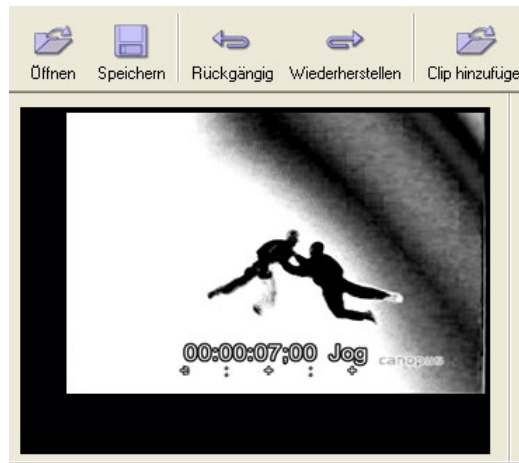 Öffnen Speichern Rückgängig Wiederherstellen Clip hinzufüge
00:00:07;00 Jog
canopus